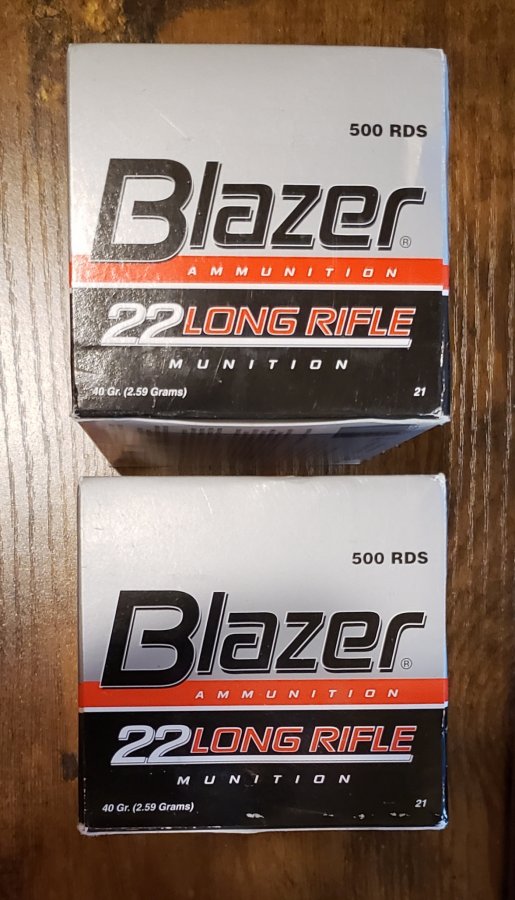 500 RDS
Blazer®
AMMUNITION
22 LONG RIFLE
MUNITION
40 Gr. (2.59 Grams) 21
500 RDS
Blazer®
AMMUNITION
22 LONG RIFLE
MUNITION
40 Gr. (2.59 Grams) 21